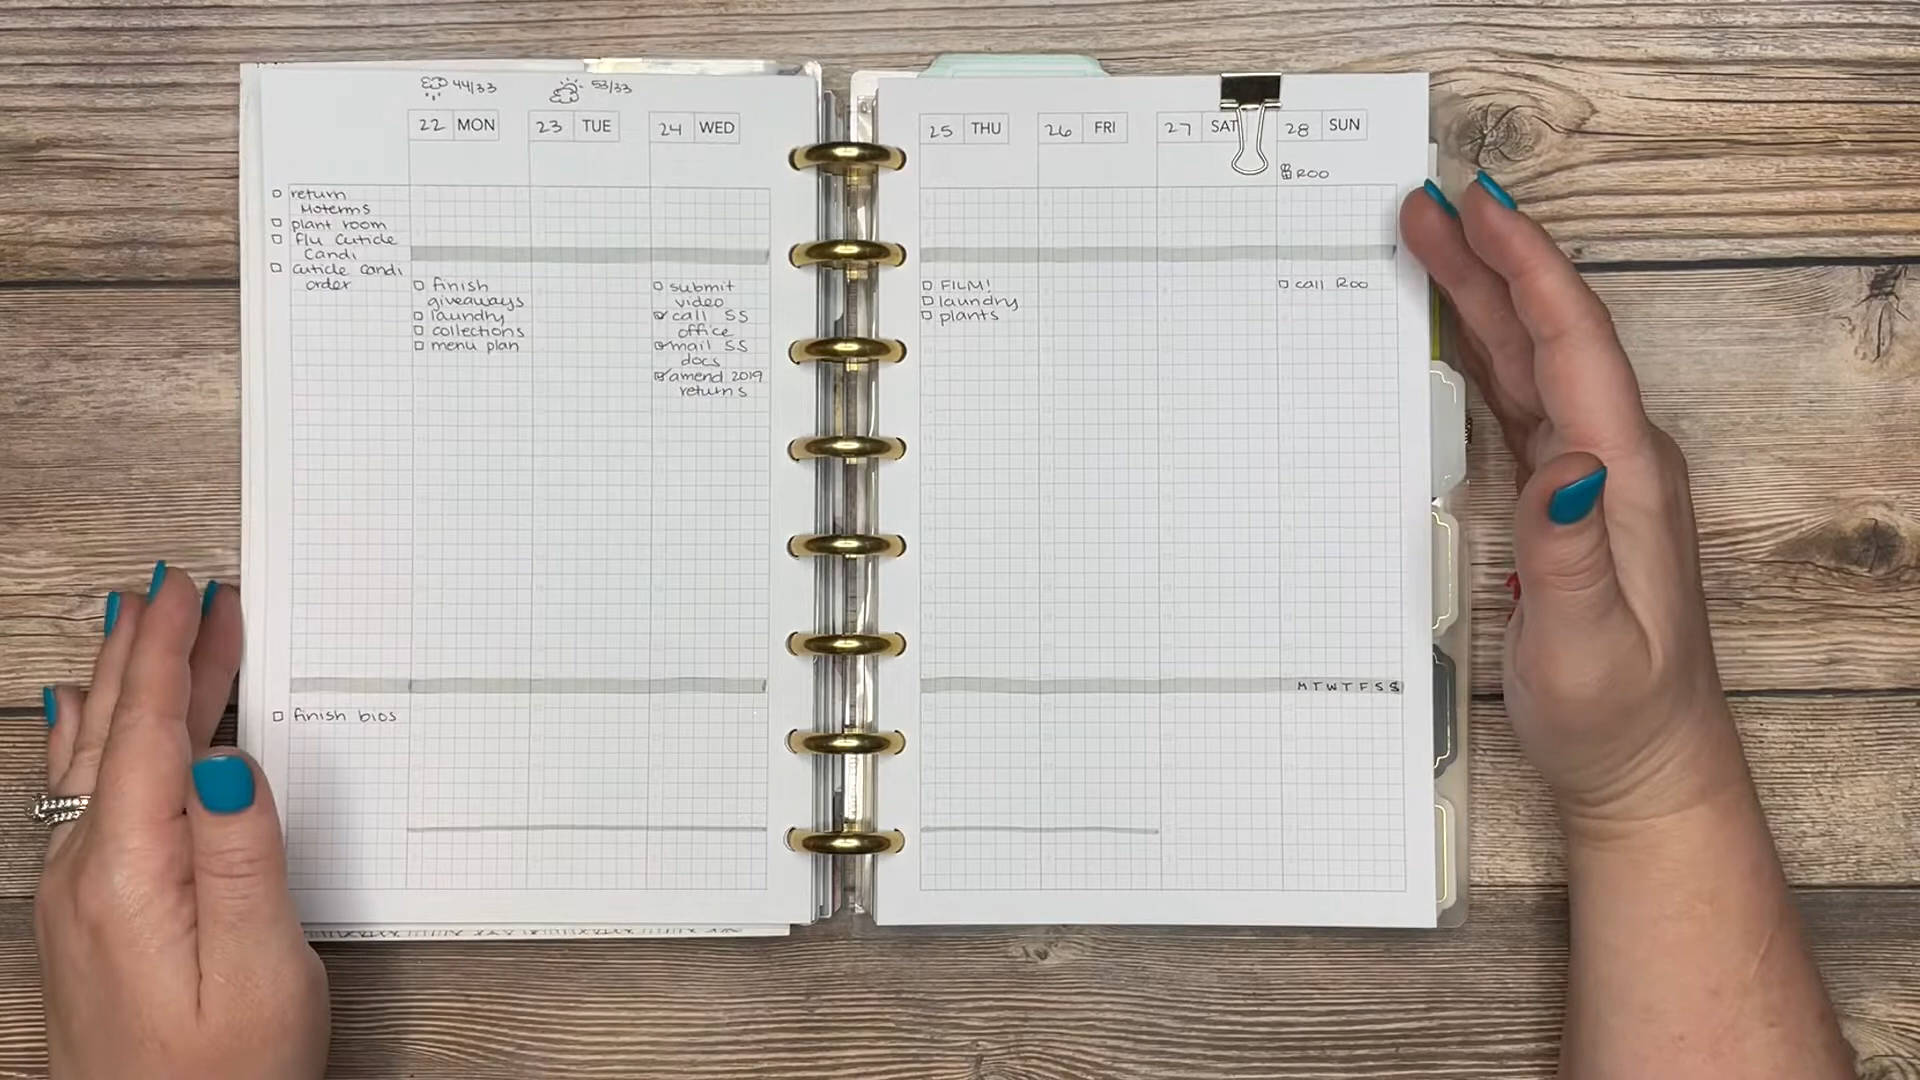 44/33
53/33
22 MON
23 TUE
24 WED
return
Moterms
plant room
flu Cuticle
Candi
cuticle candi
order
finish
giveaways
laundry
collections
menu plan
submit
video
call SS
office
mail SS
docs
amend 2019
returns
finish bios
25 THU
26 FRI
27 SAT
28 SUN
ROO
FILM!
laundry
plants
call Roo
M T W T F S S